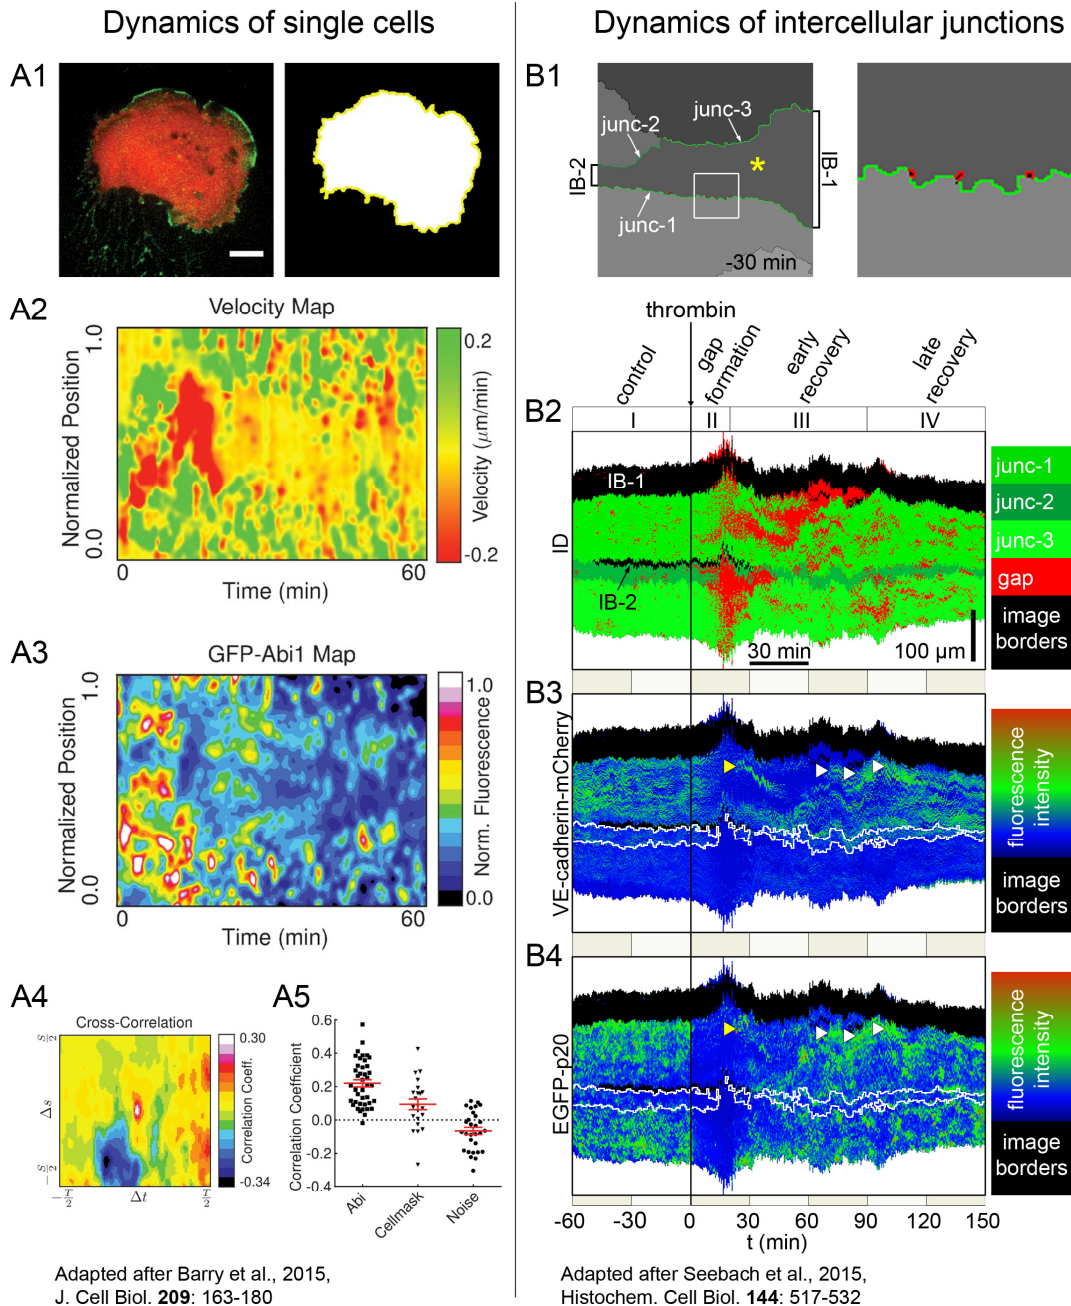 Dynamics of single cells
A1
A2
Velocity Map
Normalized Position
1.0
0.0
0
60
Time (min)
0.2
-0.2
Velocity (μm/min)
A3
GFP-Abi1 Map
Normalized Position
1.0
0.0
0
60
Time (min)
1.0
0.0
Norm. Fluorescence
A4
Cross-Correlation
S/2
Δs
-S/2
-T/2
Δt
T/2
0.30
-0.34
Correlation Coeff.
A5
Correlation Coefficient
0.6
0.4
0.2
0.0
-0.2
-0.4
Abi
Cellmask
Noise
Adapted after Barry et al., 2015,
J. Cell Biol. 209: 163-180
Dynamics of intercellular junctions
B1
junc-2
junc-3
IB-2
IB-1
*
junc-1
-30 min
thrombin
control
gap
formation
early
recovery
late
recovery
B2
I
II
III
IV
ID
IB-1
IB-2
30 min
100 μm
junc-1
junc-2
junc-3
gap
image
borders
B3
VE-cadherin-mCherry
fluorescence
intensity
image
borders
B4
EGFP-p20
fluorescence
intensity
image
borders
-60 -30 0 30 60 90 120 150
t (min)
Adapted after Seebach et al., 2015,
Histochem. Cell Biol. 144: 517-532